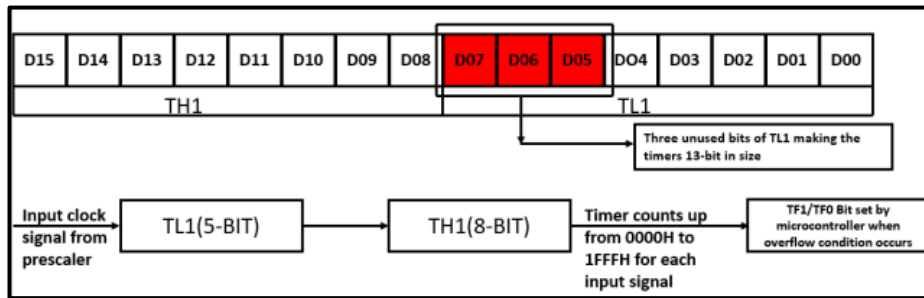 D15 D14 D13 D12 D11 D10 D09 D08 D07 D06 D05 DO4 D03 D02 D01 D00
TH1 TL1
Three unused bits of TL1 making the
timers 13-bit in size
Input clock
signal from
prescaler
TL1(5-BIT)
TH1(8-BIT)
Timer counts up
from 0000H to
1FFFH for each
input signal
TF1/TF0 Bit set by
microcontroller when
overflow condition occurs